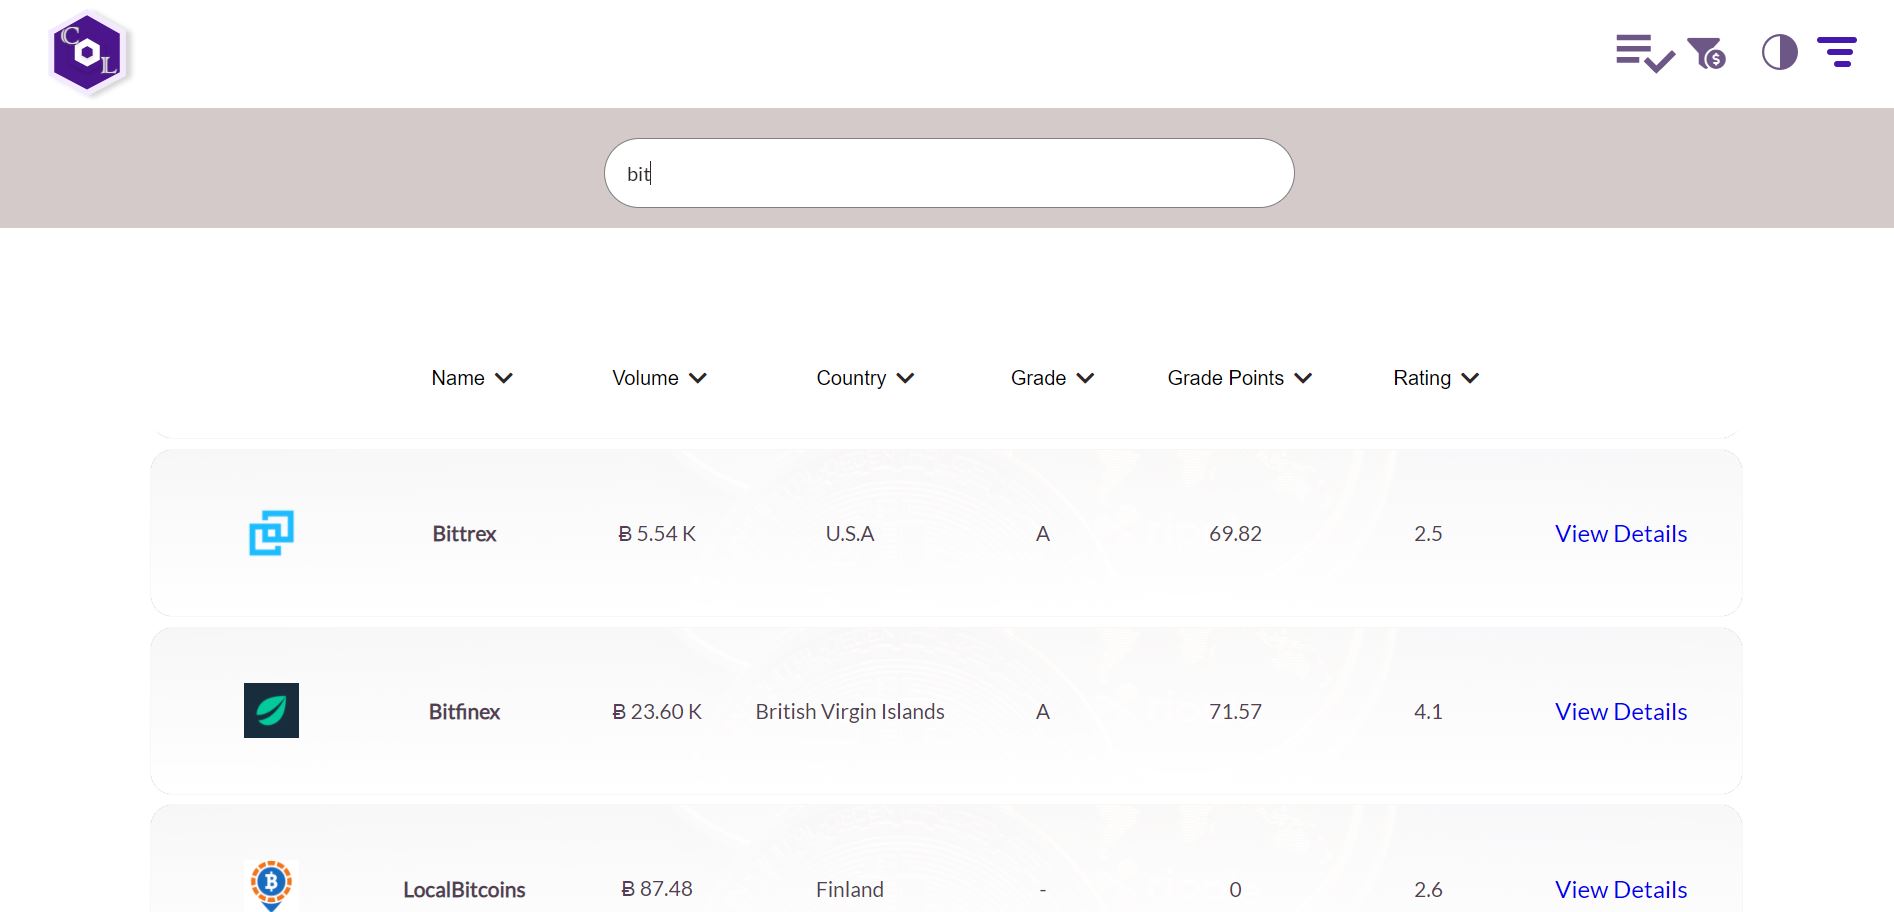 C
L
$
bit
Name Volume Country Grade Grade Points Rating
Bittrex Ƀ 5.54 K U.S.A A 69.82 2.5 View Details
Bitfinex Ƀ 23.60 K British Virgin Islands A 71.57 4.1 View Details
LocalBitcoins Ƀ 87.48 Finland - 0 2.6 View Details